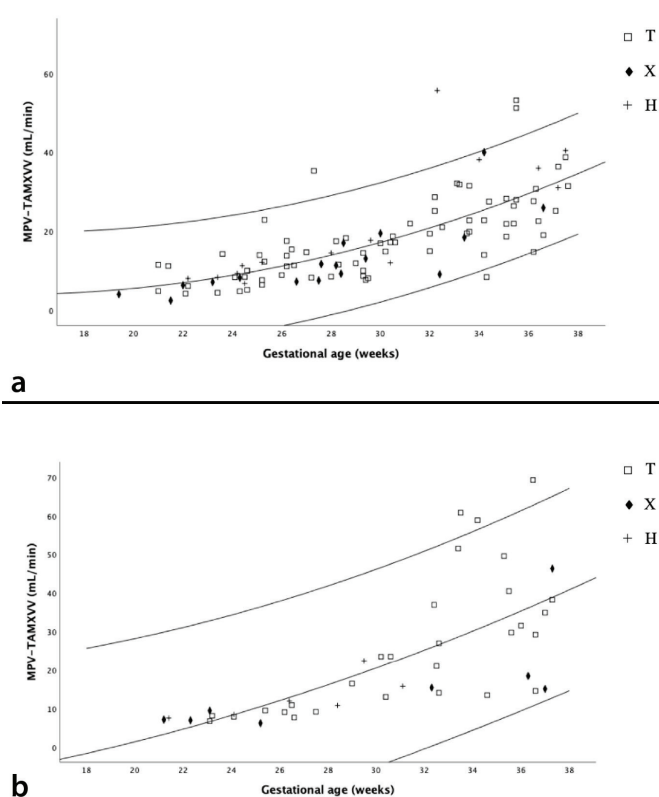 MPV-TAMXVV (mL/min)
60
40
20
0
18 20 22 24 26 28 30 32 34 36 38
Gestational age (weeks)
T
X
H
a
MPV-TAMXVV (mL/min)
70
60
50
40
30
20
10
0
18 20 22 24 26 28 30 32 34 36 38
Gestational age (weeks)
T
X
H
b